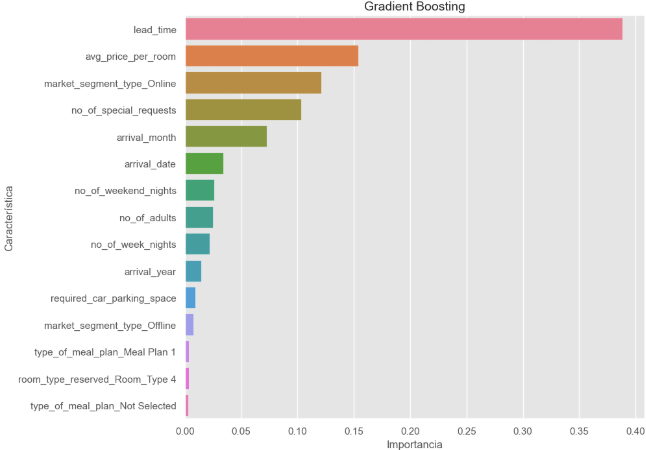 Gradient Boosting
lead_time
avg_price_per_room
market_segment_type_Online
no_of_special_requests
arrival_month
arrival_date
no_of_weekend_nights
no_of_adults
no_of_week_nights
arrival_year
required_car_parking_space
market_segment_type_Offline
type_of_meal_plan_Meal Plan 1
room_type_reserved_Room_Type 4
type_of_meal_plan_Not Selected
Característica
0.00 0.05 0.10 0.15 0.20 0.25 0.30 0.35 0.40
Importancia